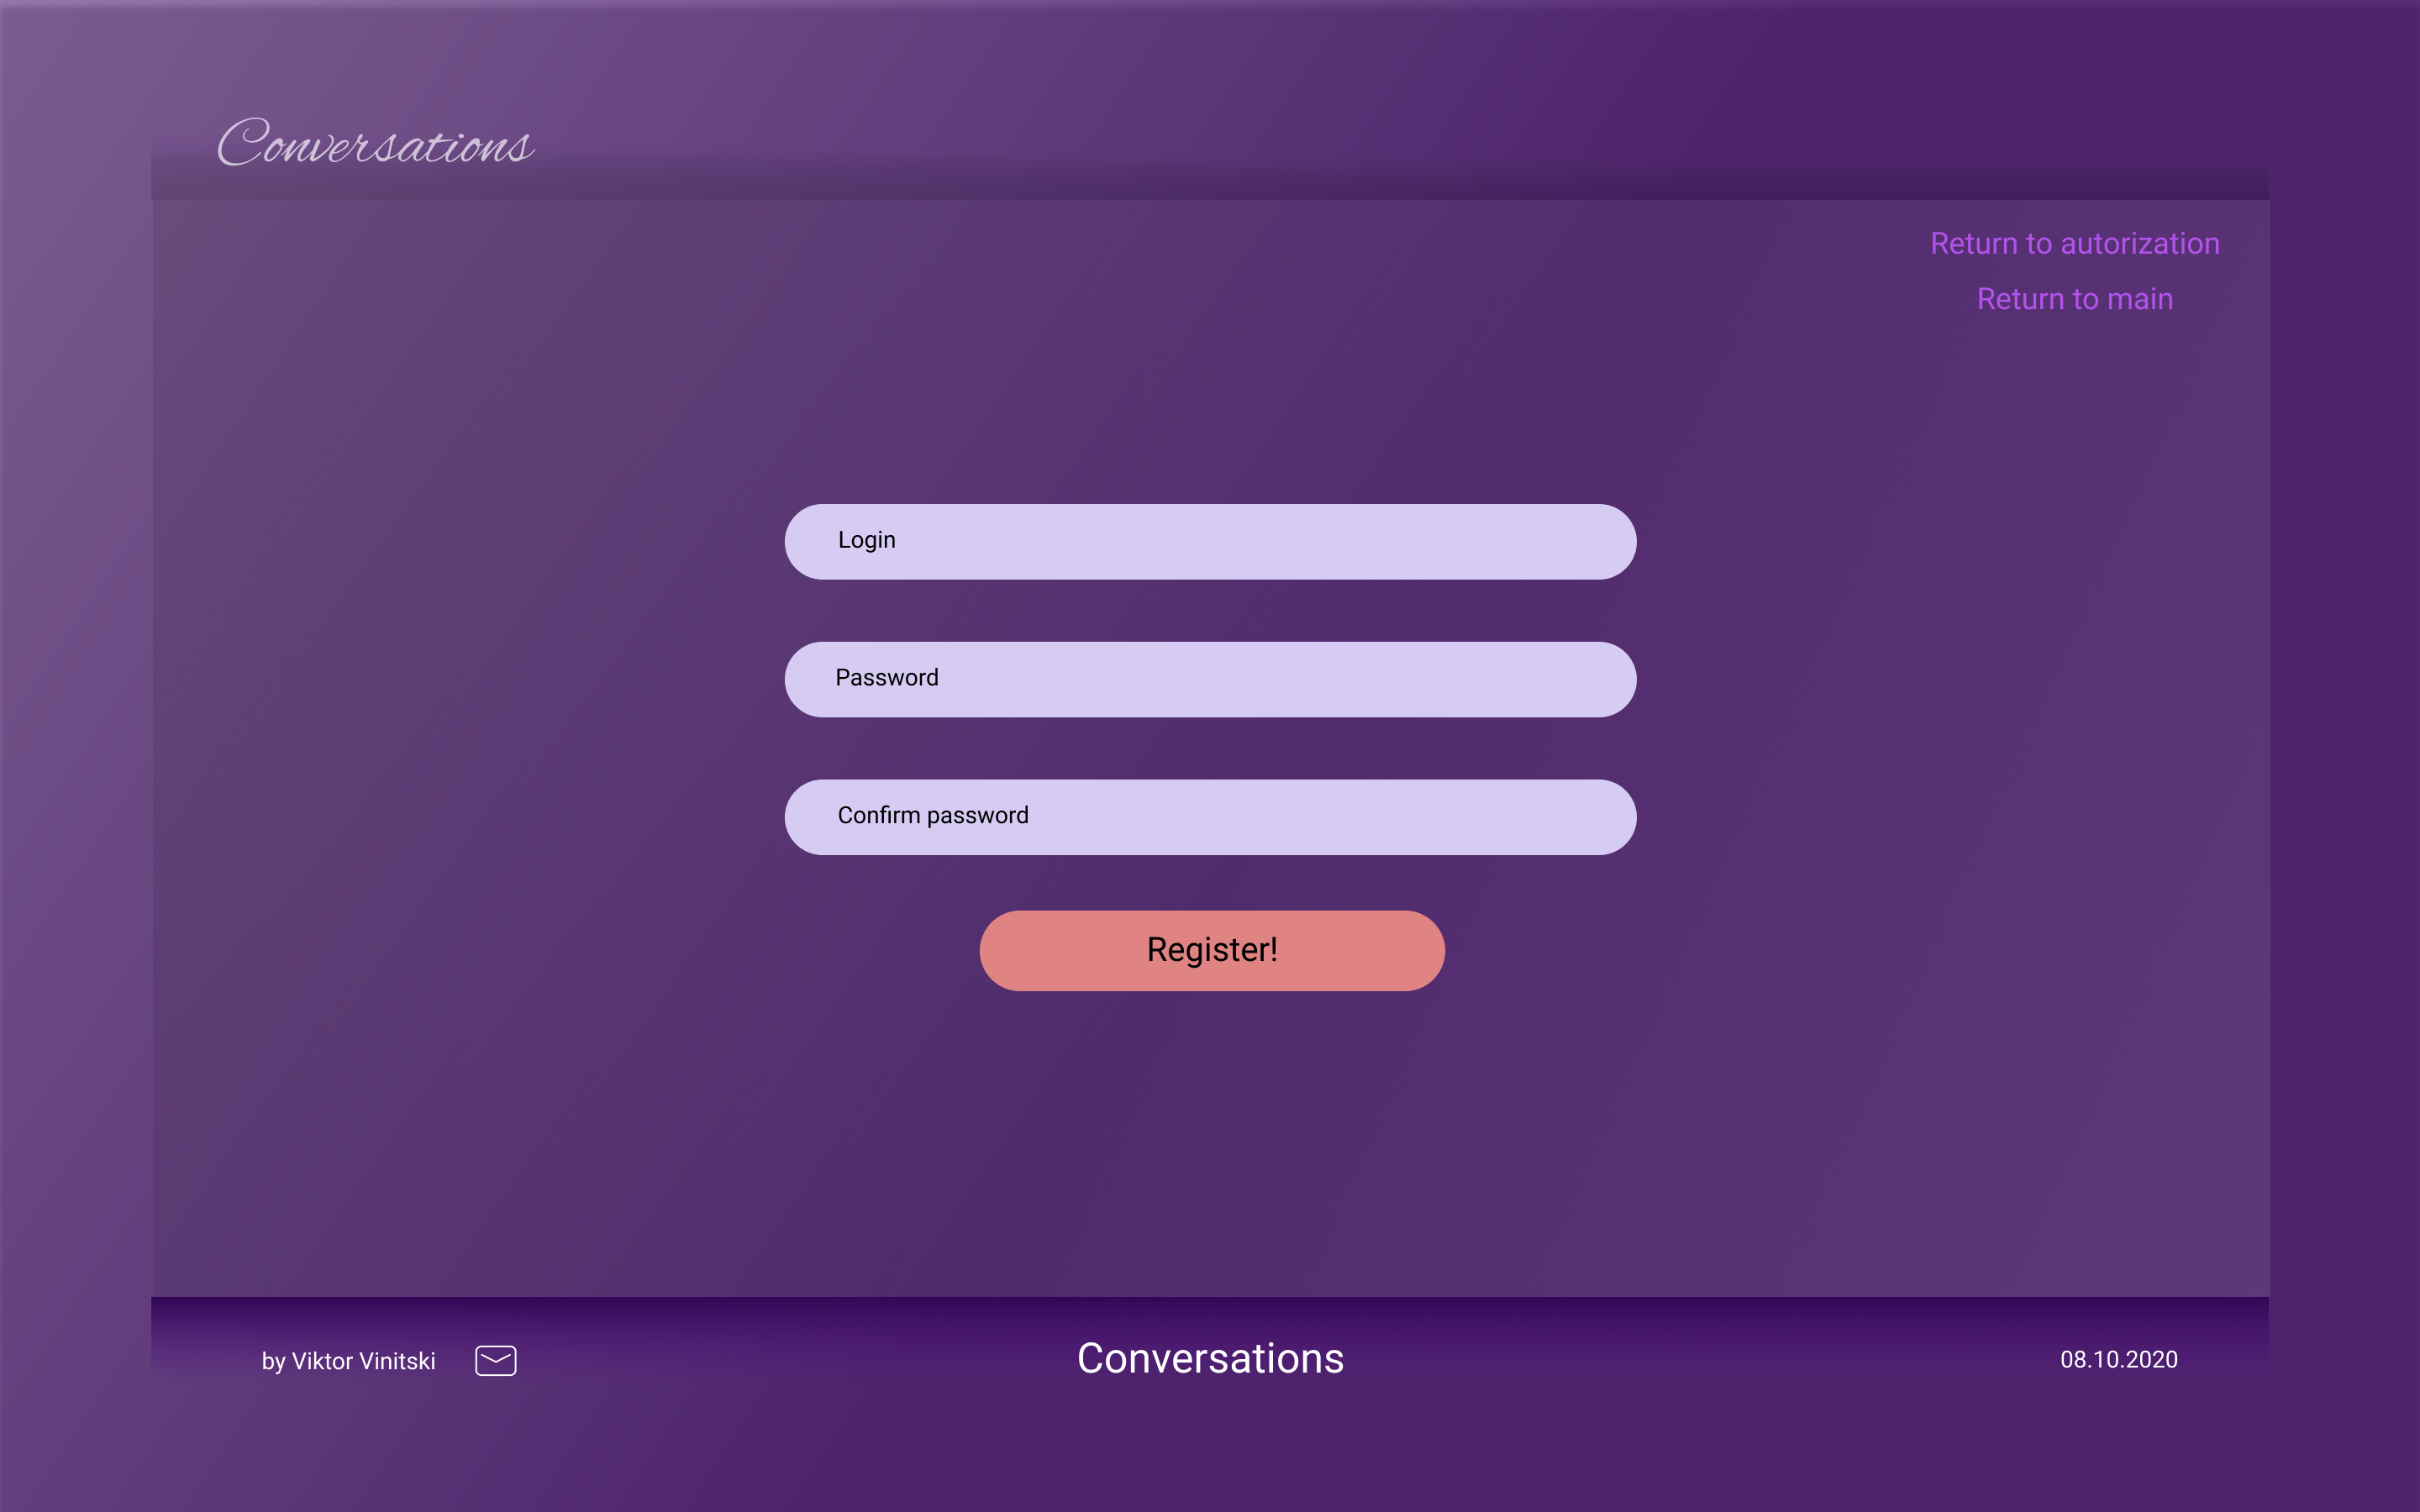 Conversations
Return to autorization
Return to main
Login
Password
Confirm password
Register!
by Viktor Vinitski
Conversations
08.10.2020